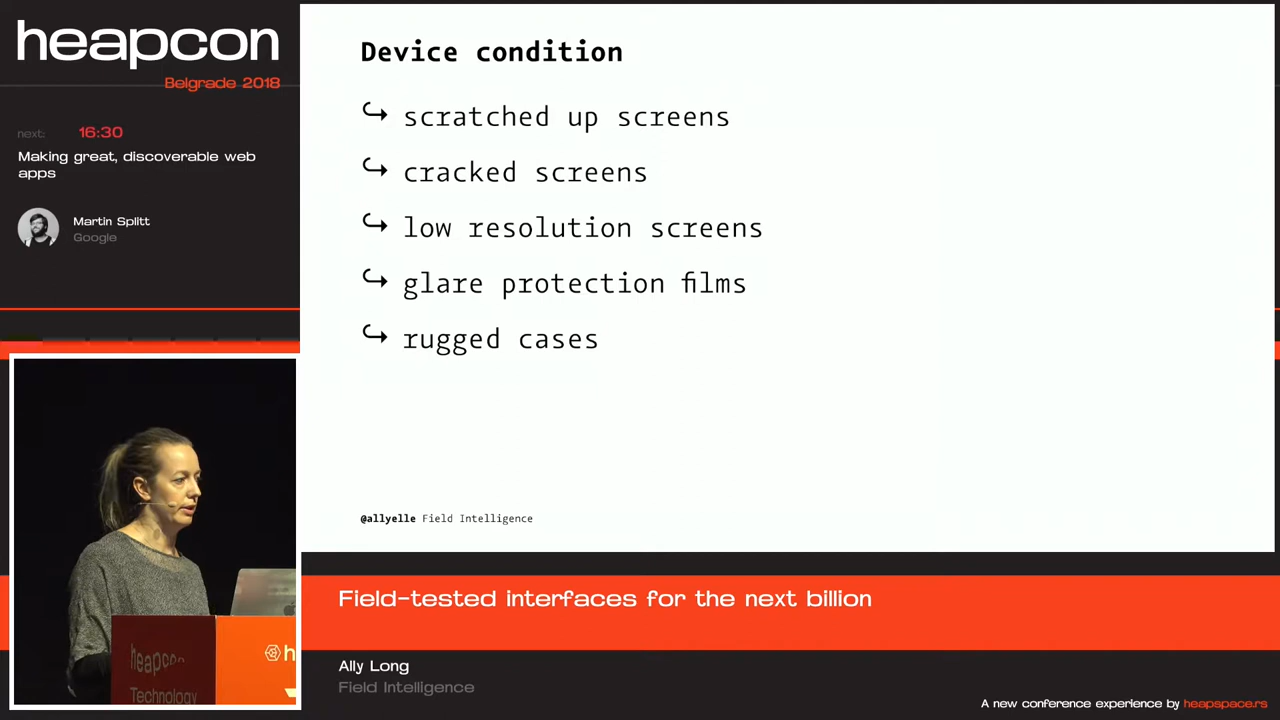 heapcon
Belgrade 2018
next: 16:30
Making great, discoverable web
apps
Martin Splitt
Google
Device condition
↪ scratched up screens
↪ cracked screens
↪ low resolution screens
↪ glare protection films
↪ rugged cases
@allyelle Field Intelligence
heapcon
Technology
h
Field-tested interfaces for the next billion
Ally Long
Field Intelligence
A new conference experience by heapspace.rs